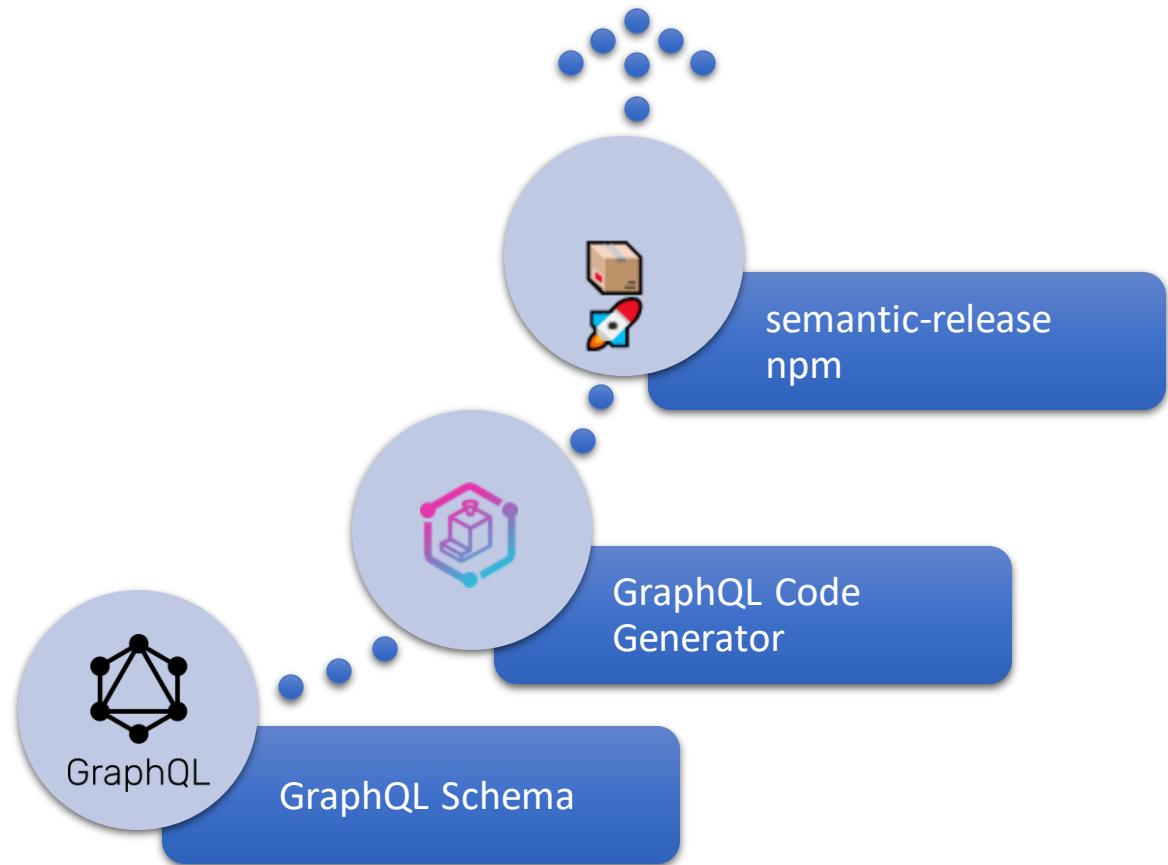 semantic-release
npm
GraphQL Code
Generator
GraphQL
GraphQL Schema